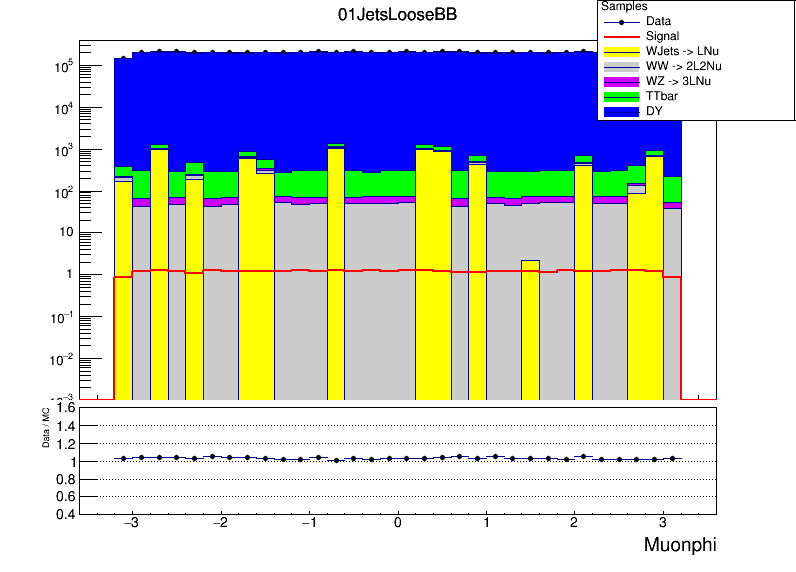 01JetsLooseBB
Samples
Data
Signal
WJets -> LNu
WW -> 2L2Nu
WZ -> 3LNu
TTbar
DY
10^5
10^4
10^3
10^2
10
1
10^-1
10^-2
10^-3
Data / MC
1.6
1.4
1.2
1
0.8
0.6
0.4
−3
−2
−1
0
1
2
3
Muonphi